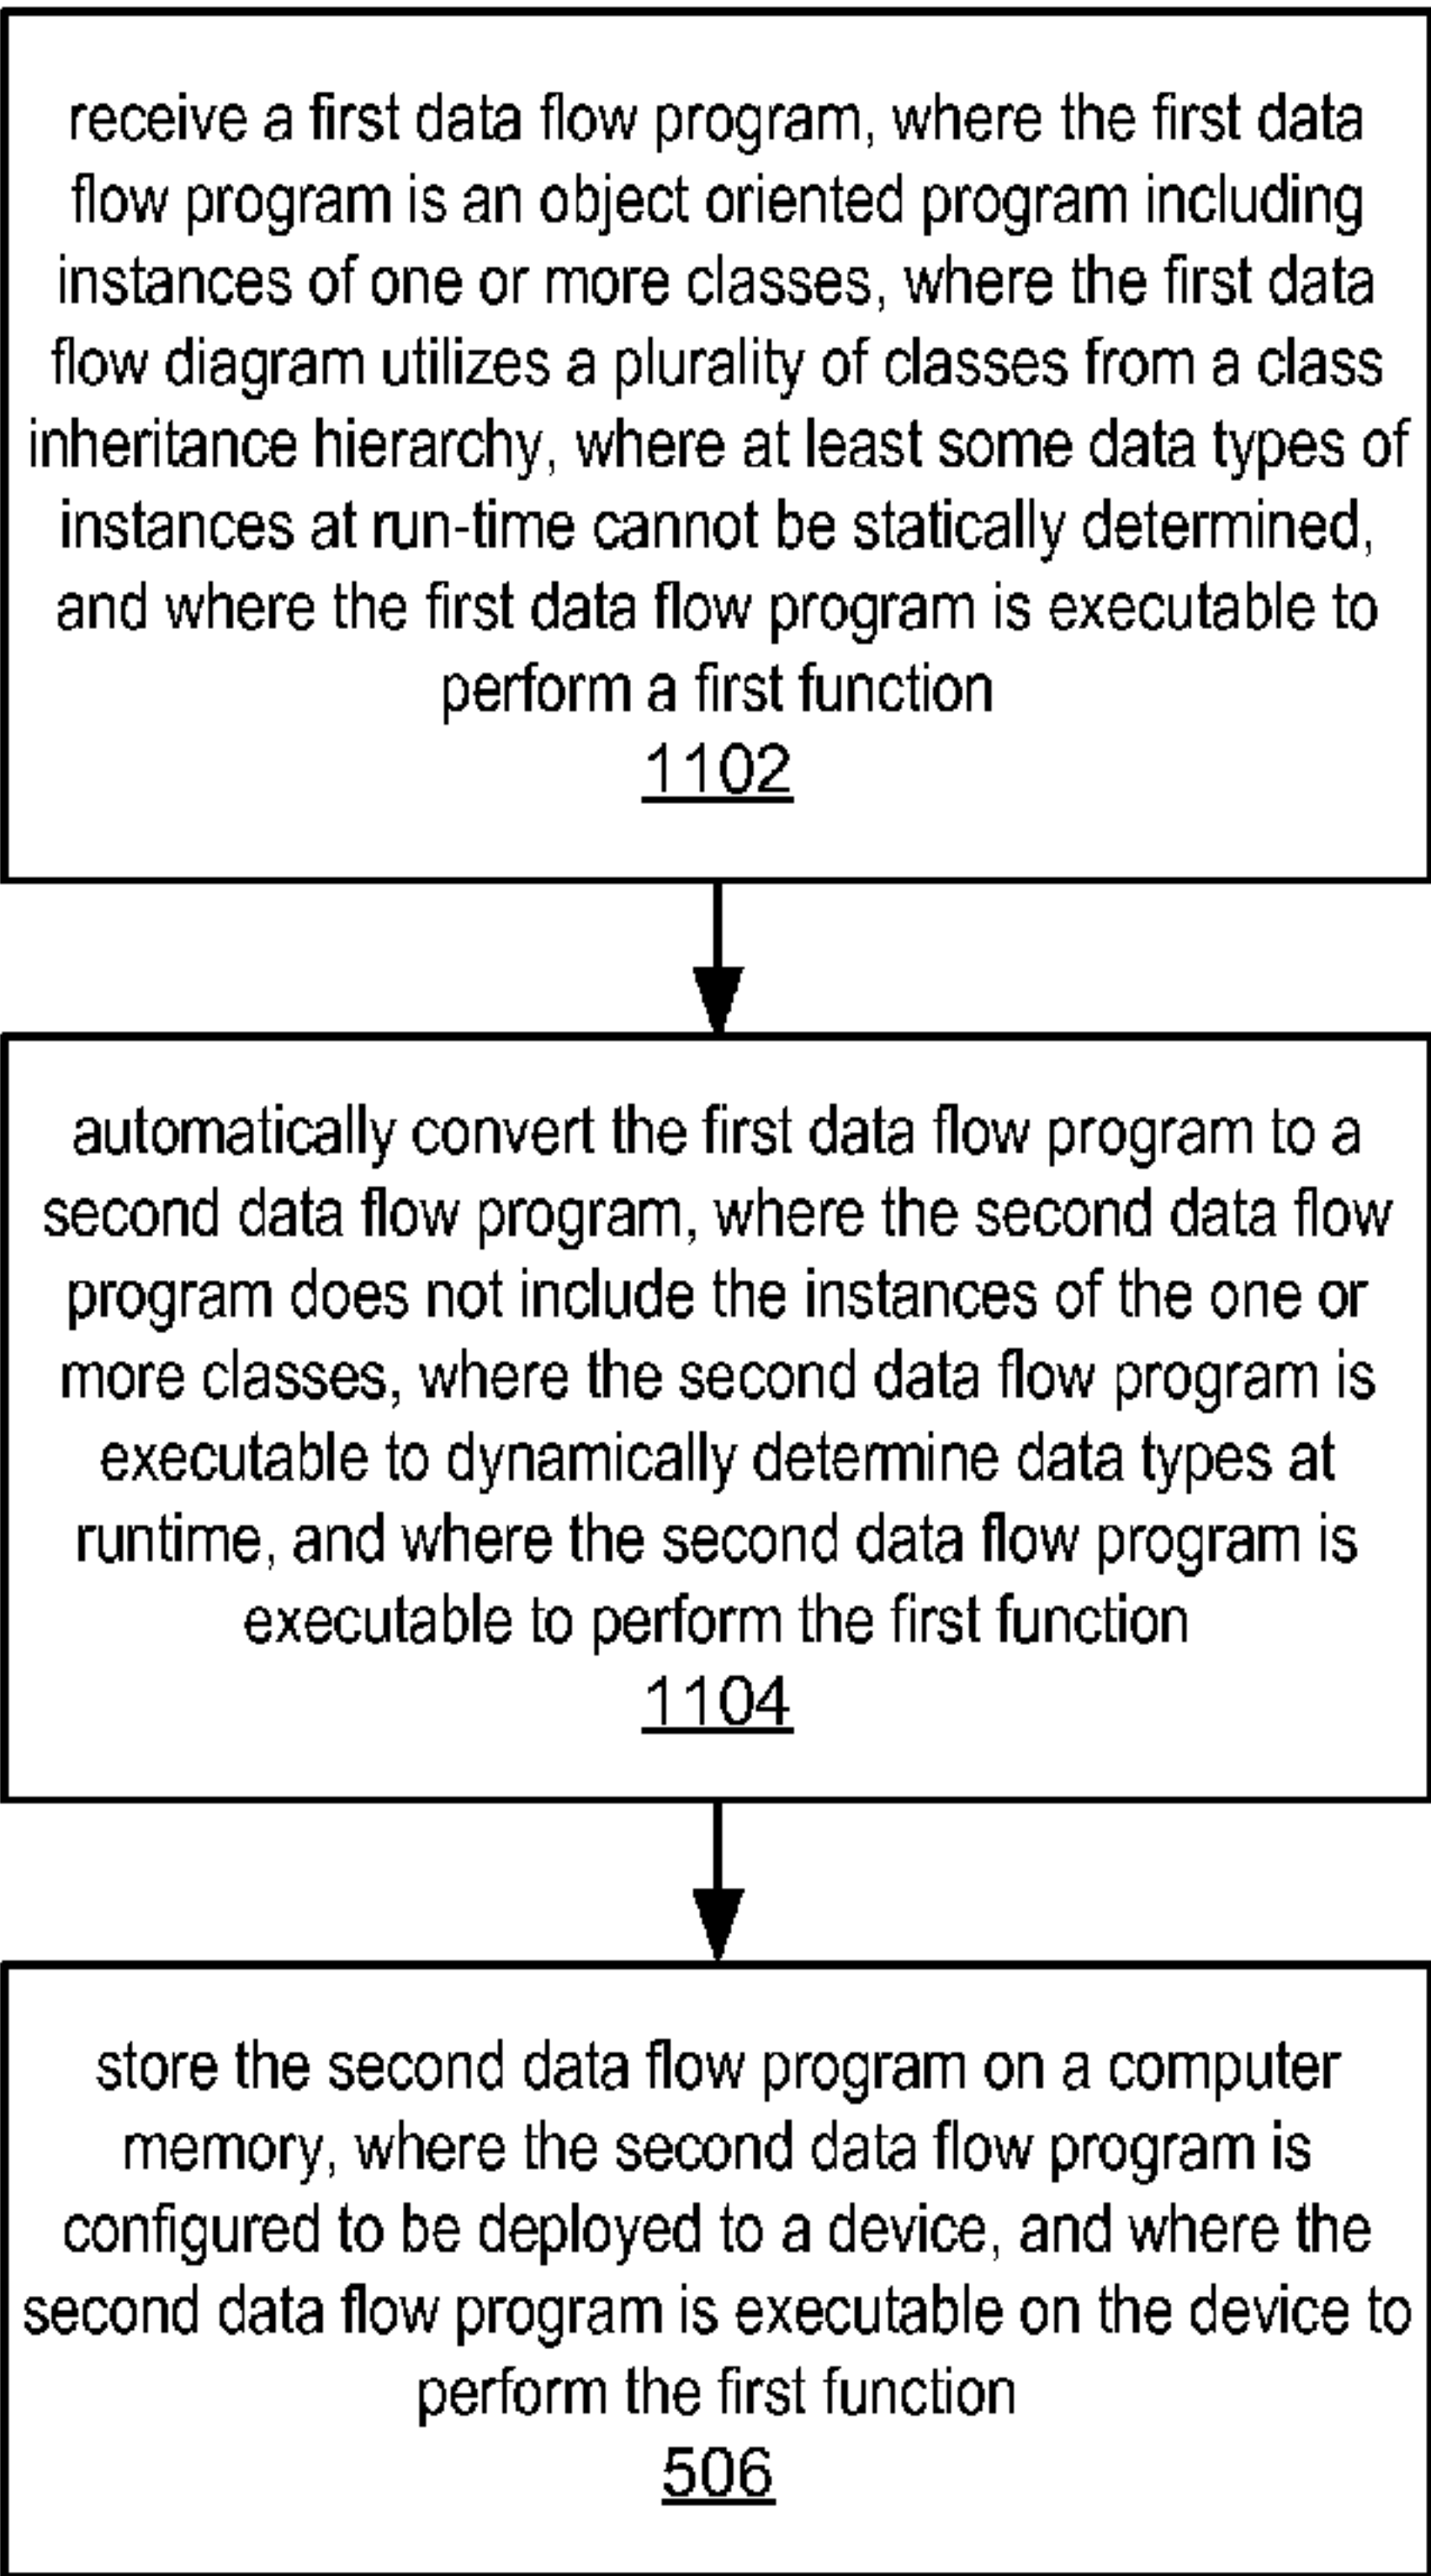 receive a first data flow program, where the first data
flow program is an object oriented program including
instances of one or more classes, where the first data
flow diagram utilizes a plurality of classes from a class
inheritance hierarchy, where at least some data types of
instances at run-time cannot be statically determined,
and where the first data flow program is executable to
perform a first function
1102
automatically convert the first data flow program to a
second data flow program, where the second data flow
program does not include the instances of the one or
more classes, where the second data flow program is
executable to dynamically determine data types at
runtime, and where the second data flow program is
executable to perform the first function
1104
store the second data flow program on a computer
memory, where the second data flow program is
configured to be deployed to a device, and where the
second data flow program is executable on the device to
perform the first function
506